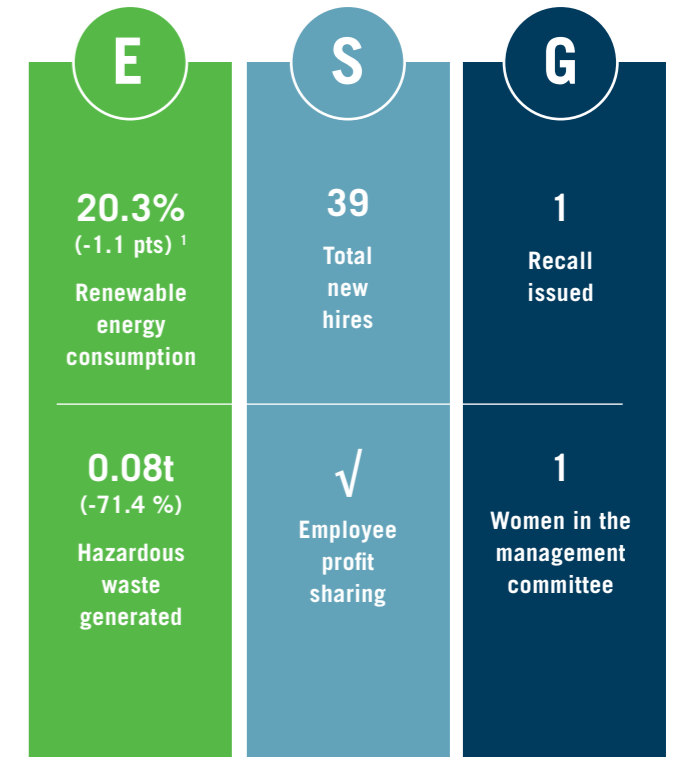 E
20.3%
(-1.1 pts) 1
Renewable
energy
consumption
0.08t
(-71.4 %)
Hazardous
waste
generated
S
39
Total
new
hires
√
Employee
profit
sharing
G
1
Recall
issued
1
Women in the
management
committee